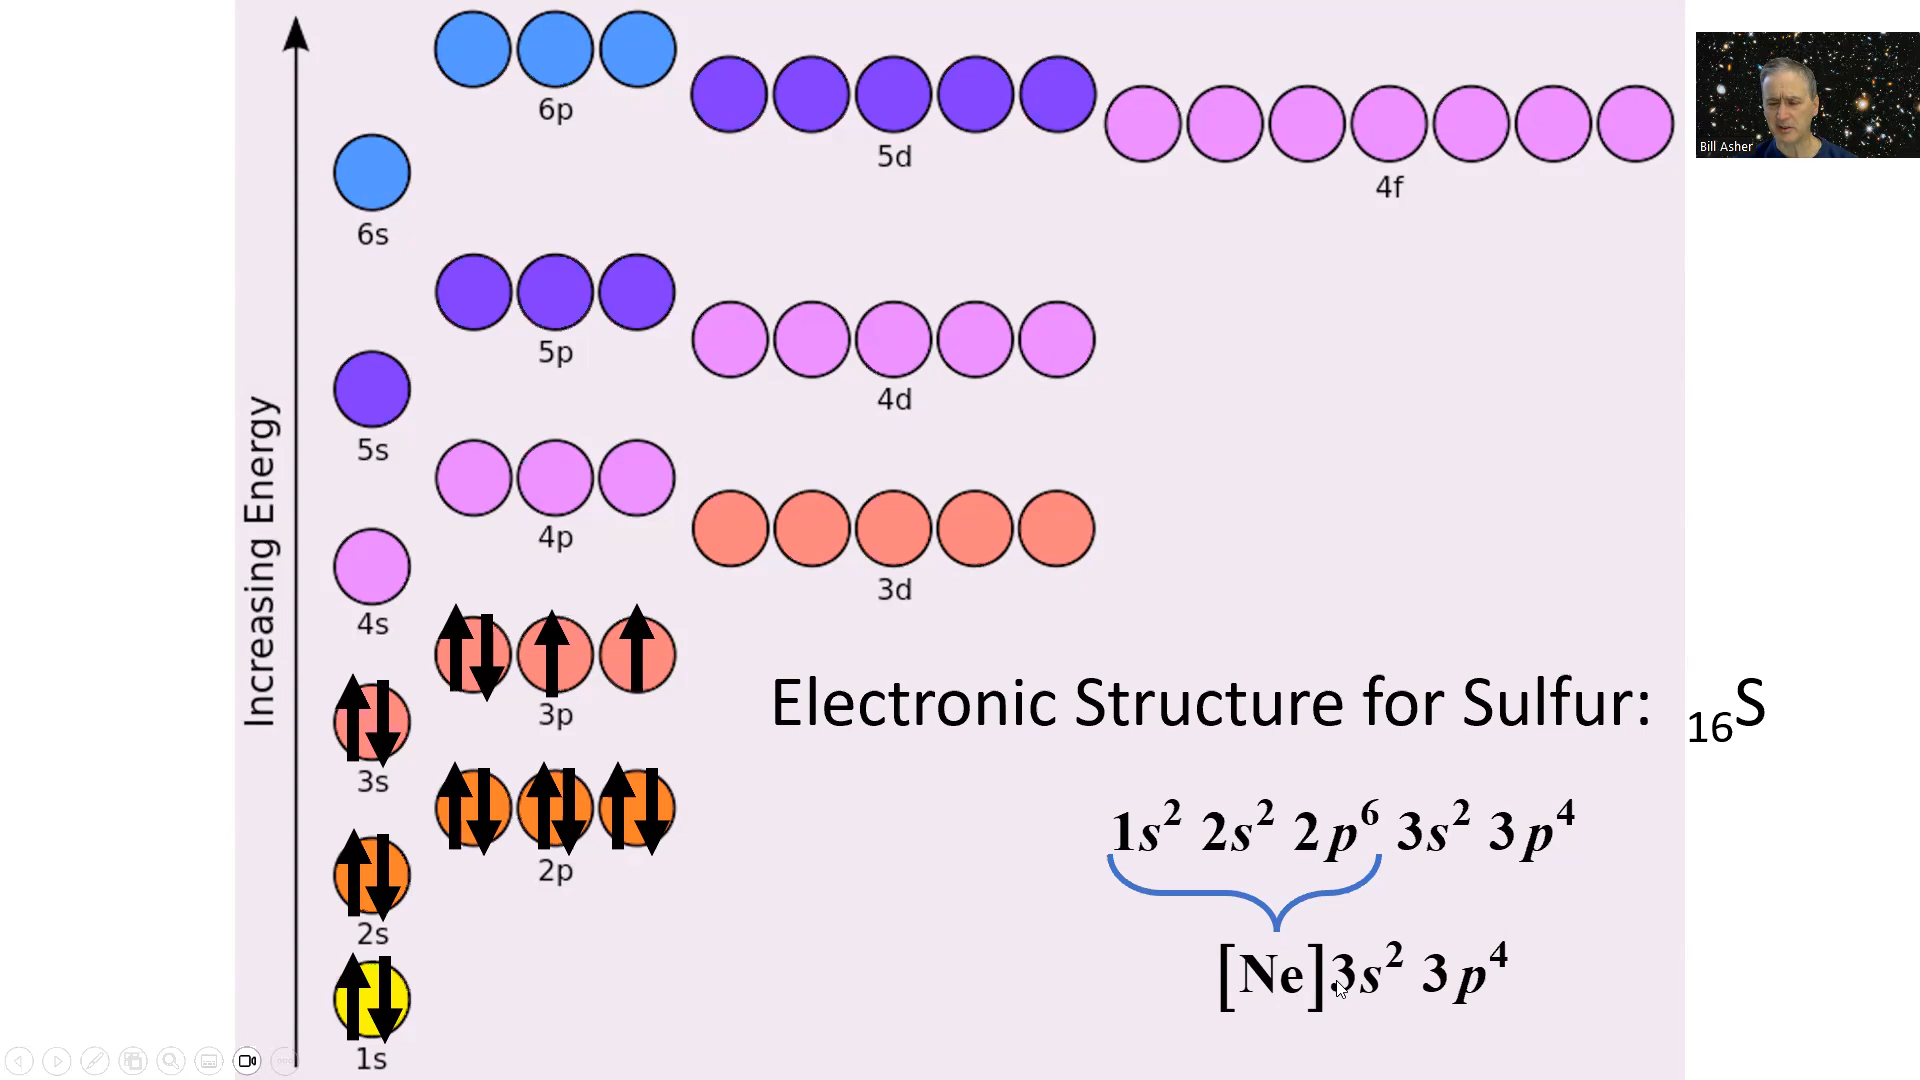 6p
5d
4f
6s
5p
4d
5s
4p
3d
4s
3p
3s
2p
2s
1s
Increasing Energy
Electronic Structure for Sulfur: ₁₆S
1s² 2s² 2p⁶ 3s² 3p⁴
[Ne]3s² 3p⁴
Bill Asher